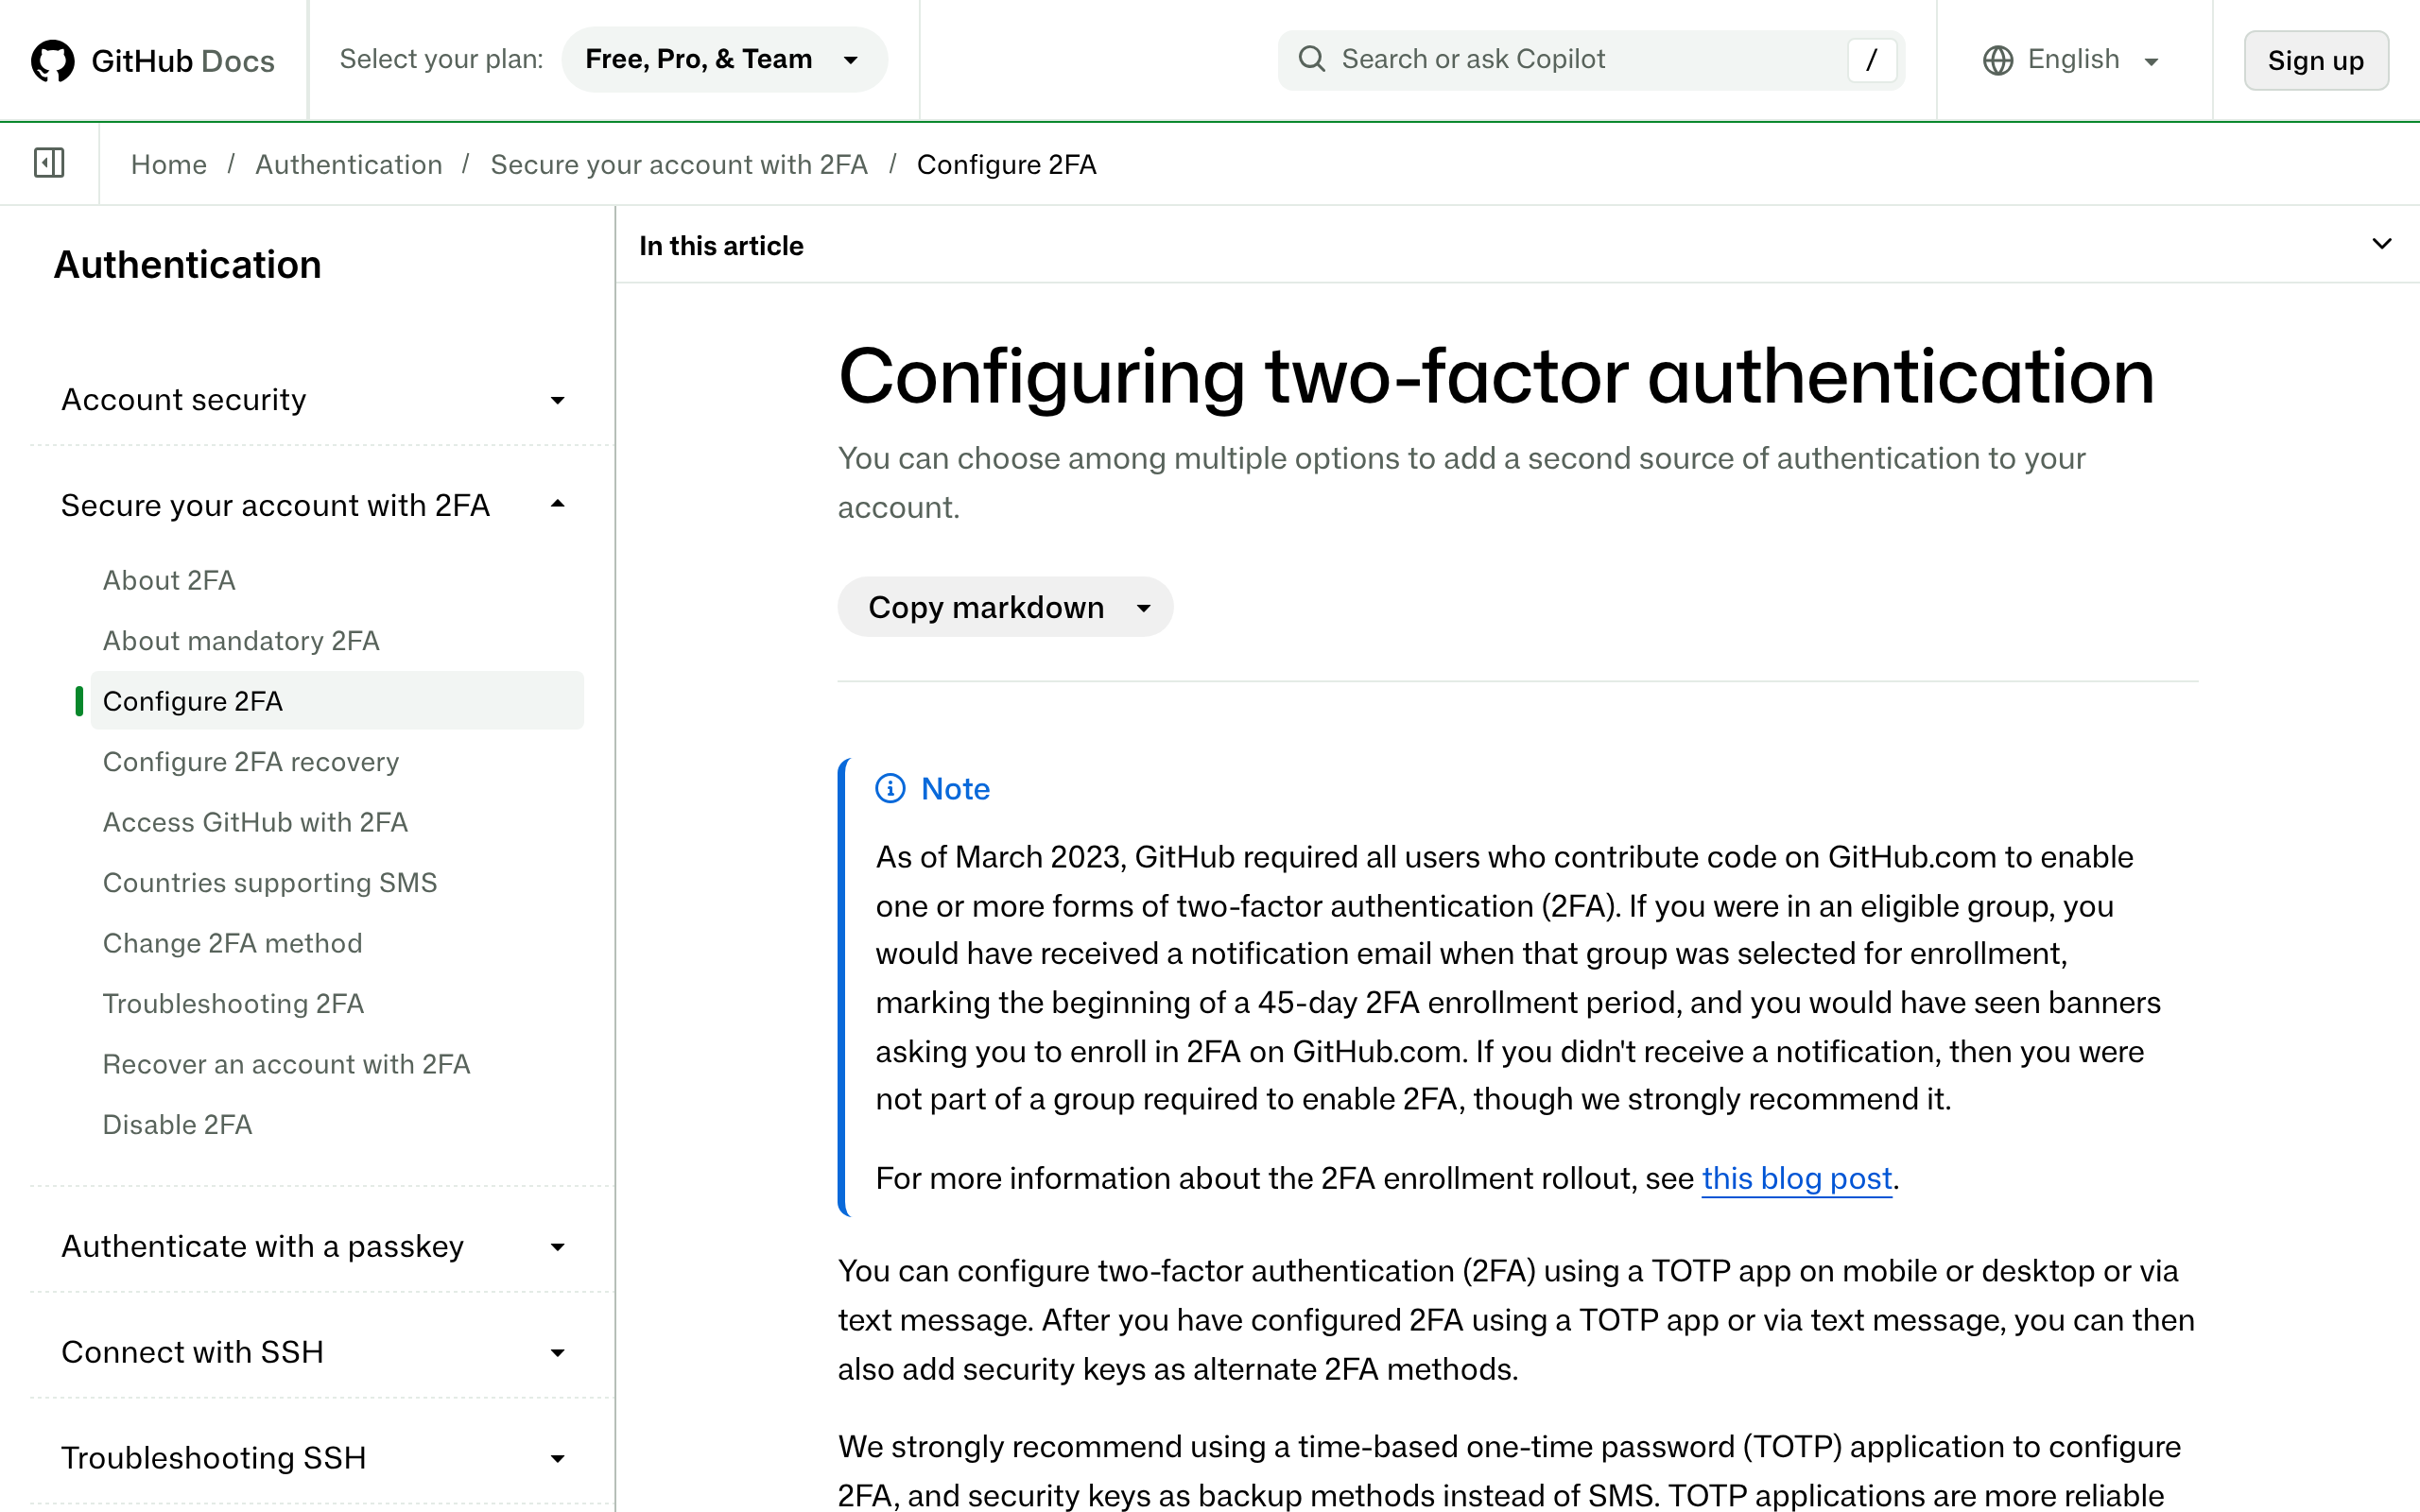 GitHub Docs
Select your plan: Free, Pro, & Team
Search or ask Copilot /
English
Sign up
Home / Authentication / Secure your account with 2FA / Configure 2FA
Authentication
Account security
Secure your account with 2FA
About 2FA
About mandatory 2FA
Configure 2FA
Configure 2FA recovery
Access GitHub with 2FA
Countries supporting SMS
Change 2FA method
Troubleshooting 2FA
Recover an account with 2FA
Disable 2FA
Authenticate with a passkey
Connect with SSH
Troubleshooting SSH
In this article
Configuring two-factor authentication
You can choose among multiple options to add a second source of authentication to your
account.
Copy markdown
Note
As of March 2023, GitHub required all users who contribute code on GitHub.com to enable
one or more forms of two-factor authentication (2FA). If you were in an eligible group, you
would have received a notification email when that group was selected for enrollment,
marking the beginning of a 45-day 2FA enrollment period, and you would have seen banners
asking you to enroll in 2FA on GitHub.com. If you didn't receive a notification, then you were
not part of a group required to enable 2FA, though we strongly recommend it.
For more information about the 2FA enrollment rollout, see this blog post.
You can configure two-factor authentication (2FA) using a TOTP app on mobile or desktop or via
text message. After you have configured 2FA using a TOTP app or via text message, you can then
also add security keys as alternate 2FA methods.
We strongly recommend using a time-based one-time password (TOTP) application to configure
2FA, and security keys as backup methods instead of SMS. TOTP applications are more reliable